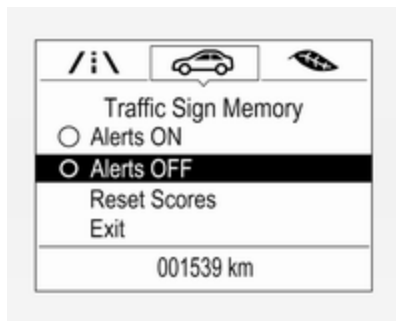 Traffic Sign Memory
Alerts ON
Alerts OFF
Reset Scores
Exit
001539 km